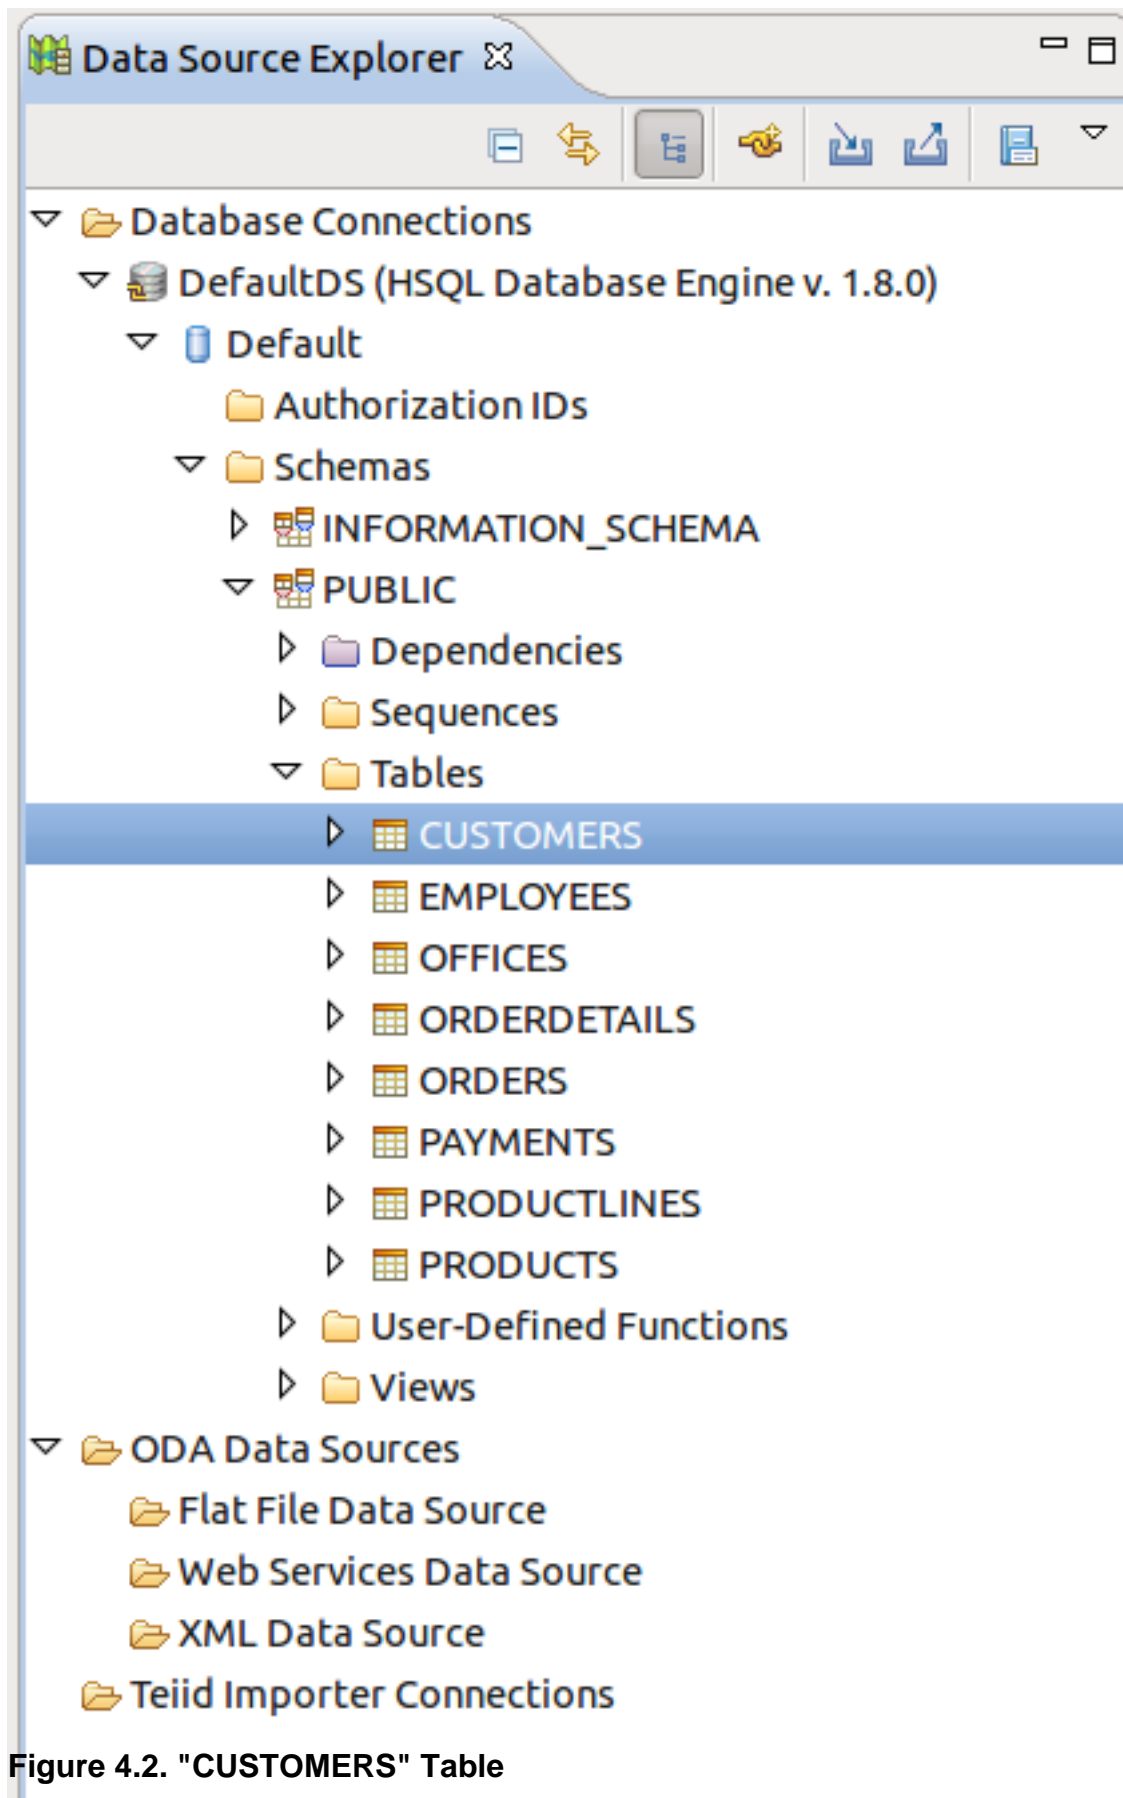 Data Source Explorer
Database Connections
DefaultDS (HSQL Database Engine v. 1.8.0)
Default
Authorization IDs
Schemas
INFORMATION_SCHEMA
PUBLIC
Dependencies
Sequences
Tables
CUSTOMERS
EMPLOYEES
OFFICES
ORDERDETAILS
ORDERS
PAYMENTS
PRODUCTLINES
PRODUCTS
User-Defined Functions
Views
ODA Data Sources
Flat File Data Source
Web Services Data Source
XML Data Source
Teiid Importer Connections
Figure 4.2. "CUSTOMERS" Table